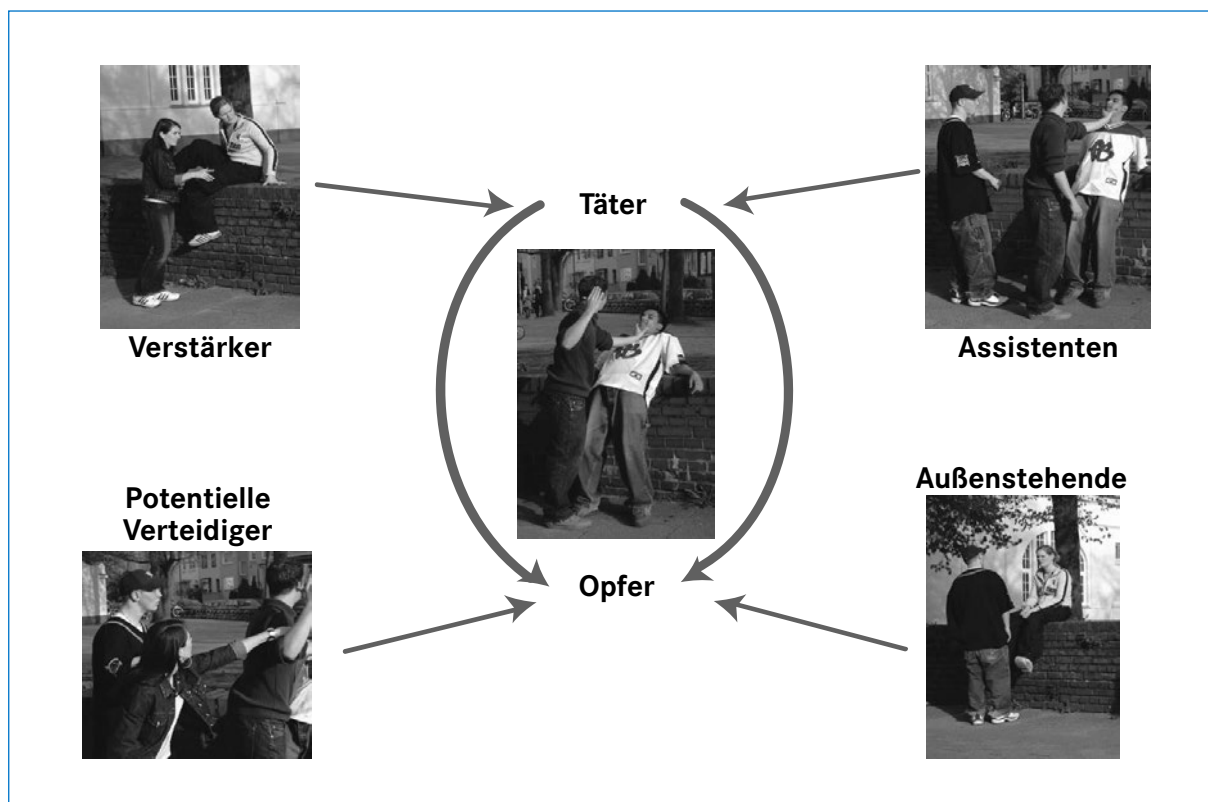 Täter
Verstärker
Assistenten
Potentielle
Verteidiger
Außenstehende
Opfer